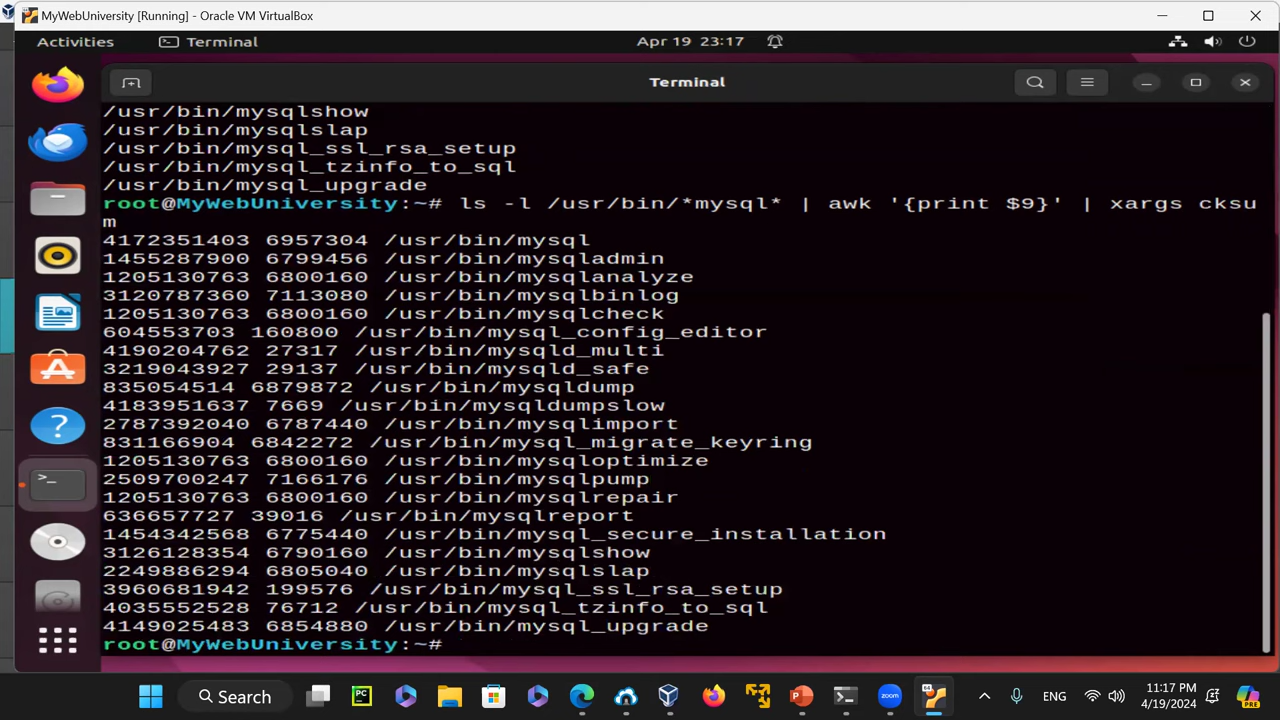 MyWebUniversity [Running] - Oracle VM VirtualBox
Activities Terminal Apr 19 23:17
Terminal
/usr/bin/mysqlshow
/usr/bin/mysqlslap
/usr/bin/mysql_ssl_rsa_setup
/usr/bin/mysql_tzinfo_to_sql
/usr/bin/mysql_upgrade
root@MyWebUniversity:~# ls -l /usr/bin/*mysql* | awk '{print $9}' | xargs cksu
m
4172351403 6957304 /usr/bin/mysql
1455287900 6799456 /usr/bin/mysqladmin
1205130763 6800160 /usr/bin/mysqlanalyze
3120787360 7113080 /usr/bin/mysqlbinlog
1205130763 6800160 /usr/bin/mysqlcheck
604553703 160800 /usr/bin/mysql_config_editor
4190204762 27317 /usr/bin/mysqld_multi
3219043927 29137 /usr/bin/mysqld_safe
835054514 6879872 /usr/bin/mysqldump
4183951637 7669 /usr/bin/mysqldumpslow
2787392040 6787440 /usr/bin/mysqlimport
831166904 6842272 /usr/bin/mysql_migrate_keyring
1205130763 6800160 /usr/bin/mysqloptimize
2509700247 7166176 /usr/bin/mysqlpump
1205130763 6800160 /usr/bin/mysqlrepair
636657727 39016 /usr/bin/mysqlreport
1454342568 6775440 /usr/bin/mysql_secure_installation
3126128354 6790160 /usr/bin/mysqlshow
2249886294 6805040 /usr/bin/mysqlslap
3960681942 199576 /usr/bin/mysql_ssl_rsa_setup
4035552528 76712 /usr/bin/mysql_tzinfo_to_sql
4149025483 6854880 /usr/bin/mysql_upgrade
root@MyWebUniversity:~#
Search PC zoom 64 ENG 11:17 PM PRE
4/19/2024